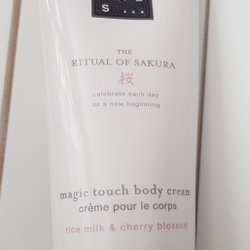 S ...
THE
RITUAL OF SAKURA
桜
celebrate each day
as a new beginning
magic touch body cream
crème pour le corps
rice milk & cherry blossom